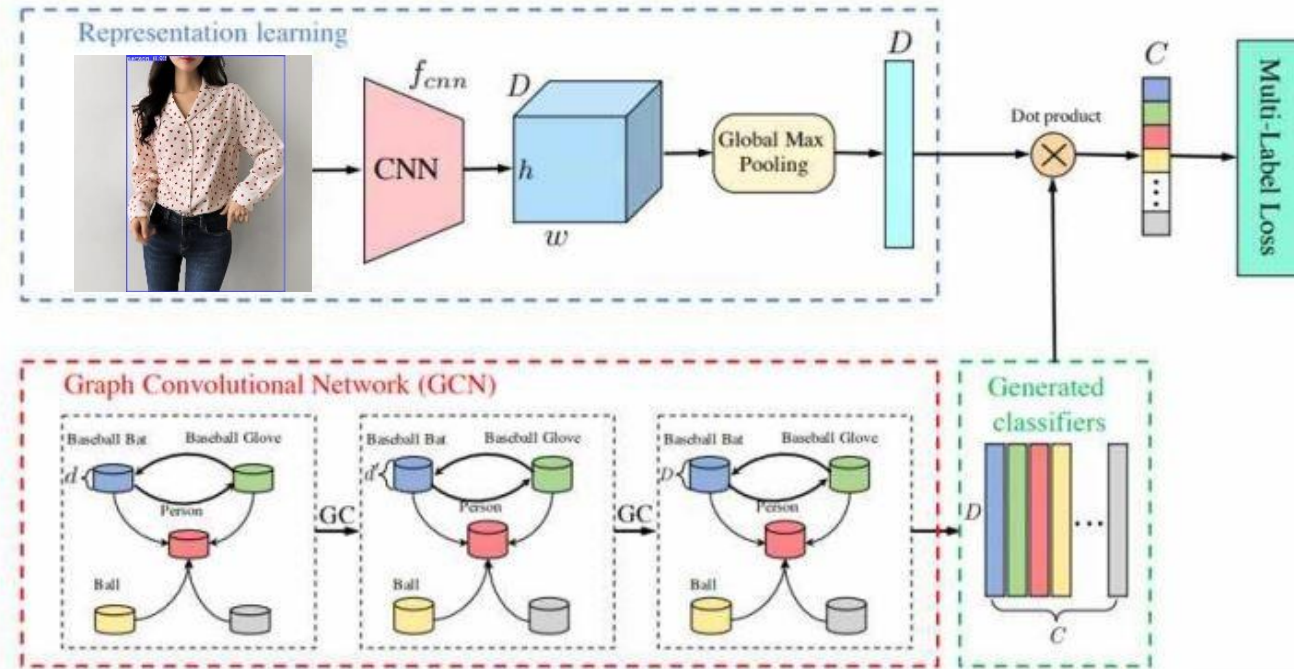 Representation learning
f_cnn
CNN
D
h
w
Global Max
Pooling
D
Dot product
C
Multi-Label Loss
Graph Convolutional Network (GCN)
Baseball Bat
Baseball Glove
d
Person
Ball
GC
Baseball Bat
Baseball Glove
d'
Person
Ball
GC
Baseball Bat
Baseball Glove
D
Person
Ball
Generated
classifiers
D
...
C